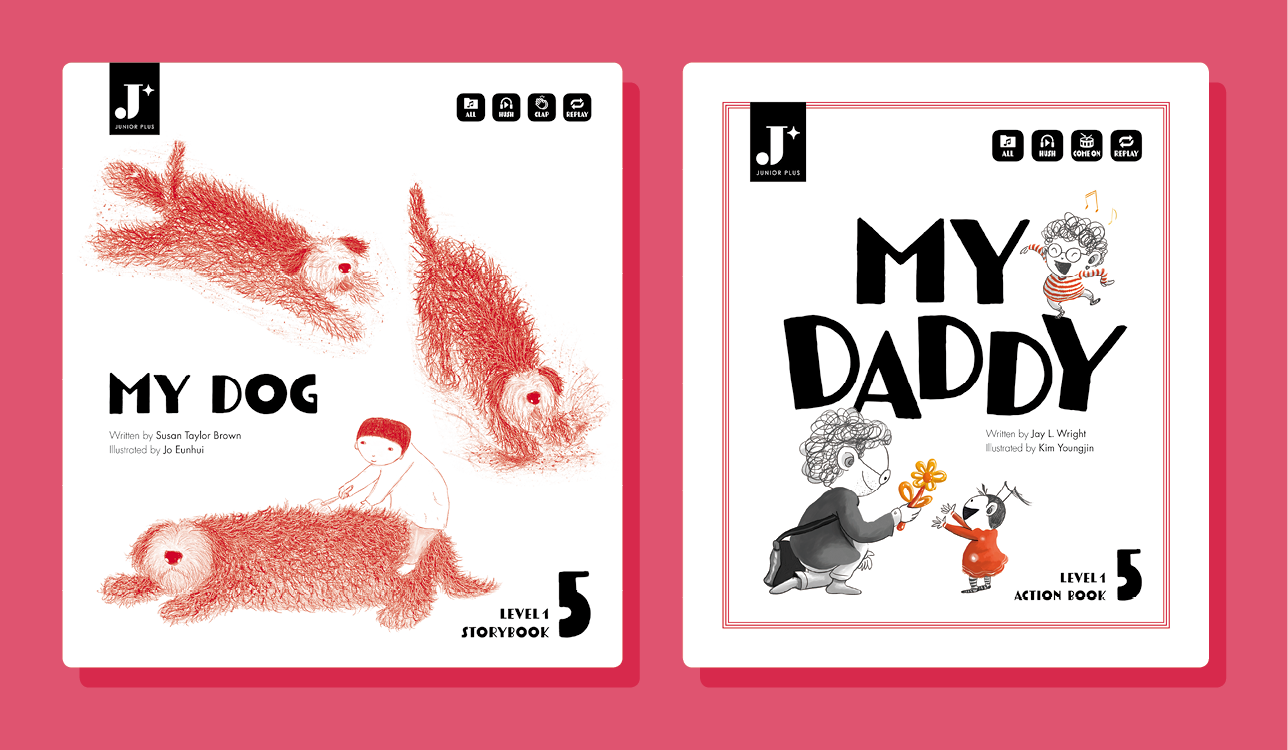 J
JUNIOR PLUS
ALL HUSH CLAP REPLAY
MY DOG
Written by Susan Taylor Brown
Illustrated by Jo Eunhui
LEVEL 1
STORYBOOK
5
J
JUNIOR PLUS
ALL HUSH COME ON REPLAY
MY
DADDY
Written by Jay L. Wright
Illustrated by Kim Youngjin
LEVEL 1
ACTION BOOK
5